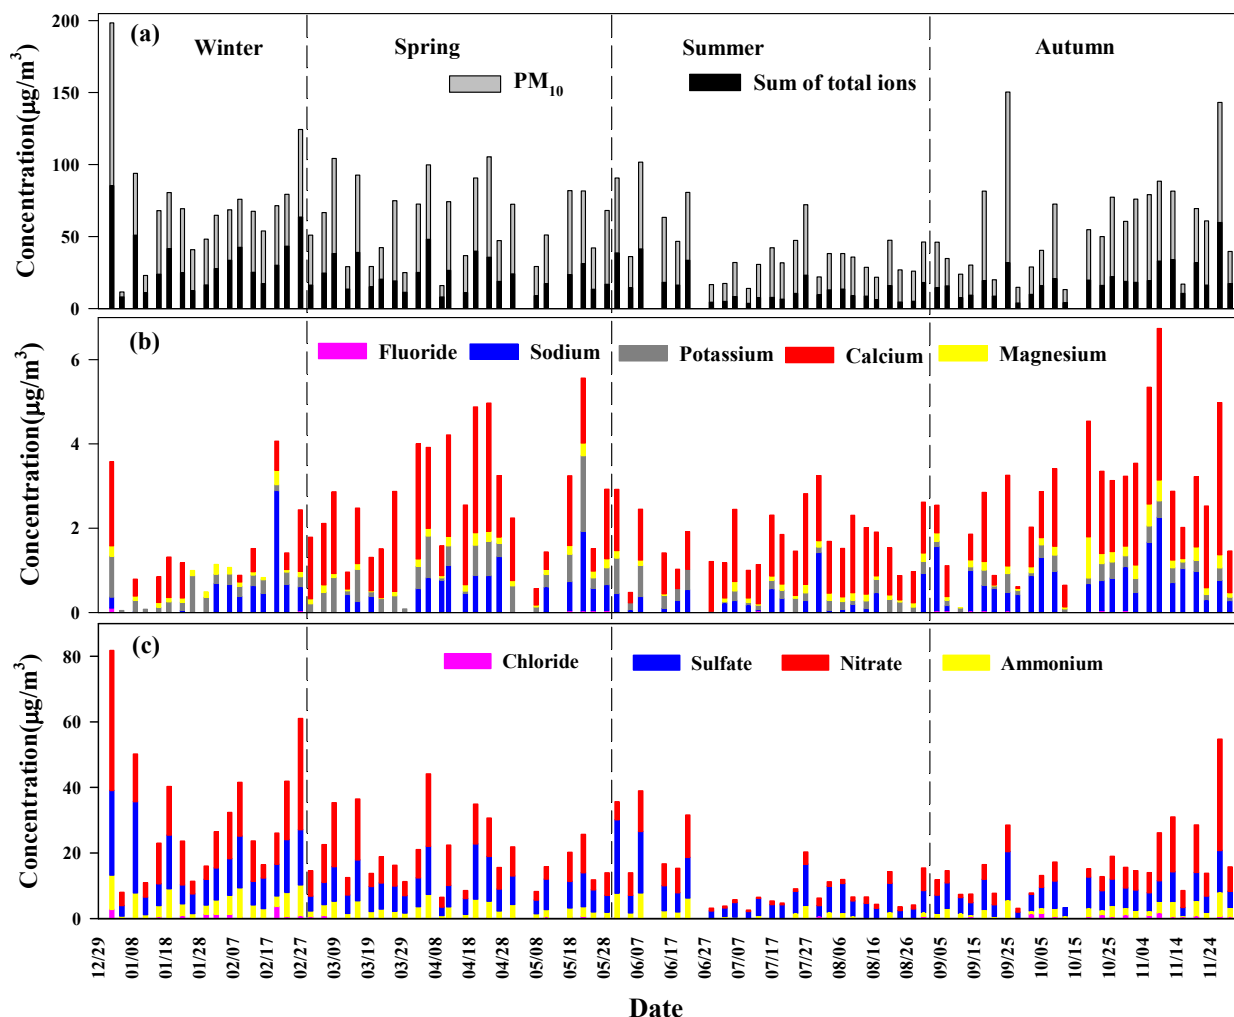 (a)
Winter Spring Summer Autumn
PM10 Sum of total ions
Concentration(μg/m3)
200
150
100
50
0
(b)
Fluoride Sodium Potassium Calcium Magnesium
Concentration(μg/m3)
6
4
2
0
(c)
Chloride Sulfate Nitrate Ammonium
Concentration(μg/m3)
80
60
40
20
0
12/29 01/08 01/18 01/28 02/07 02/17 02/27 03/09 03/19 03/29 04/08 04/18 04/28 05/08 05/18 05/28 06/07 06/17 06/27 07/07 07/17 07/27 08/06 08/16 08/26 09/05 09/15 09/25 10/05 10/15 10/25 11/04 11/14 11/24
Date